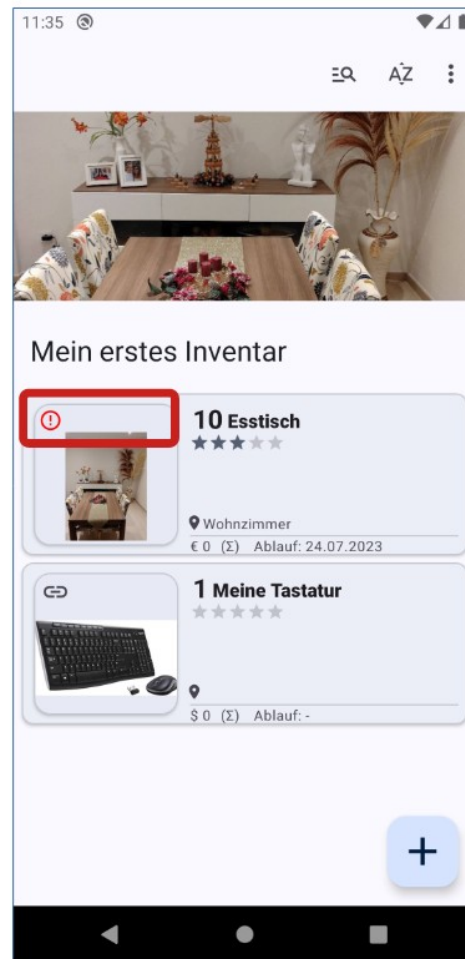 11:35
AZ
Mein erstes Inventar
10 Esstisch
Wohnzimmer
€ 0 (Σ) Ablauf: 24.07.2023
1 Meine Tastatur
$ 0 (Σ) Ablauf: -